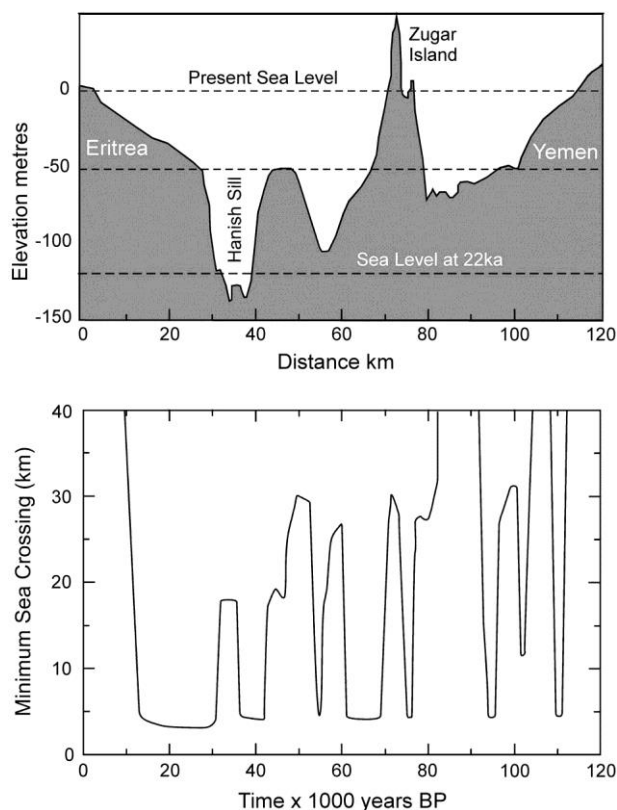 Zugar
Island
Present Sea Level
Eritrea
Yemen
Hanish Sill
Sea Level at 22ka
Elevation metres
0
-50
-100
-150
0 20 40 60 80 100 120
Distance km
Minimum Sea Crossing (km)
40
30
20
10
0
0 20 40 60 80 100 120
Time x 1000 years BP